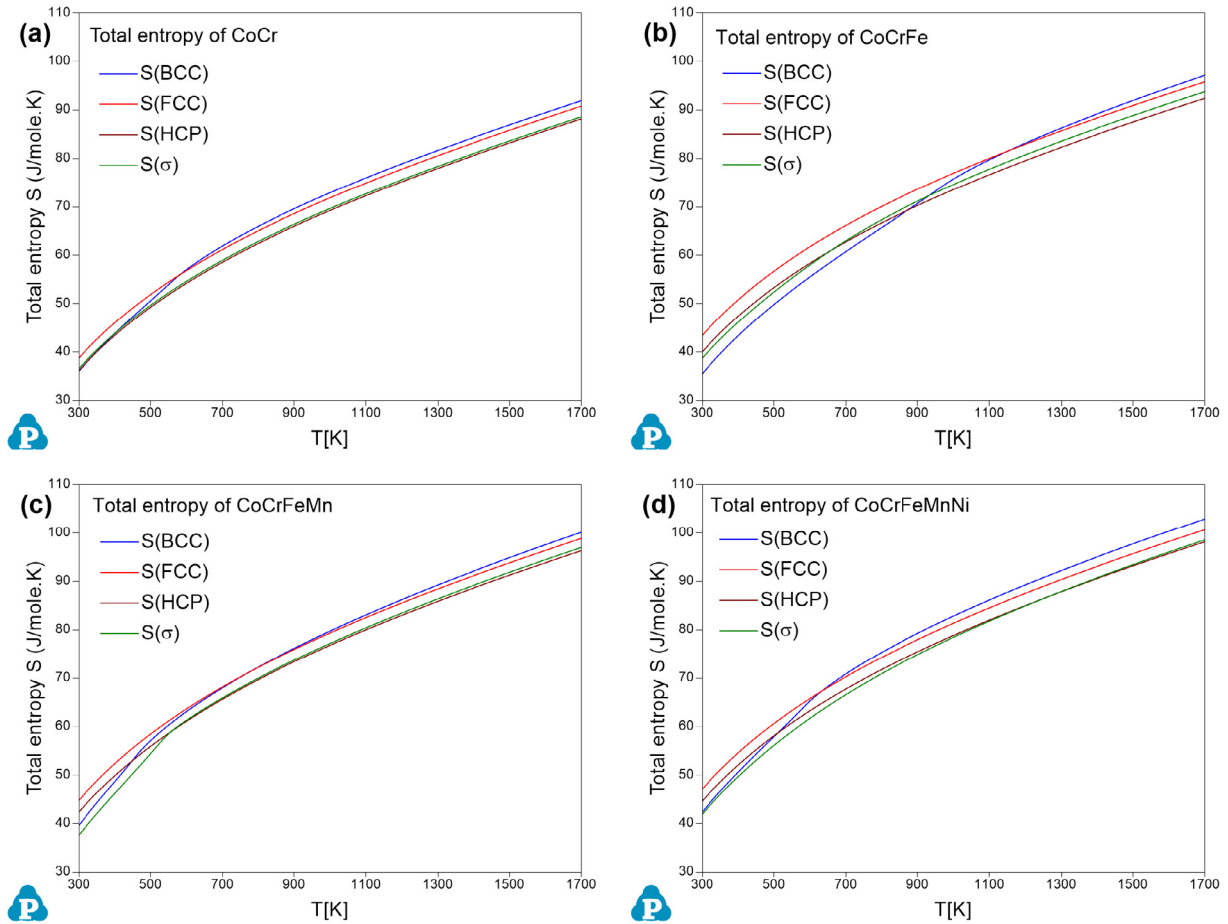 (a)
Total entropy of CoCr
S(BCC)
S(FCC)
S(HCP)
S(σ)
Total entropy S (J/mole.K)
110
100
90
80
70
60
50
40
30
300 500 700 900 1100 1300 1500 1700
T[K]
P
(b)
Total entropy of CoCrFe
S(BCC)
S(FCC)
S(HCP)
S(σ)
Total entropy S (J/mole.K)
110
100
90
80
70
60
50
40
30
300 500 700 900 1100 1300 1500 1700
T[K]
P
(c)
Total entropy of CoCrFeMn
S(BCC)
S(FCC)
S(HCP)
S(σ)
Total entropy S (J/mole.K)
110
100
90
80
70
60
50
40
30
300 500 700 900 1100 1300 1500 1700
T[K]
P
(d)
Total entropy of CoCrFeMnNi
S(BCC)
S(FCC)
S(HCP)
S(σ)
Total entropy S (J/mole.K)
110
100
90
80
70
60
50
40
30
300 500 700 900 1100 1300 1500 1700
T[K]
P